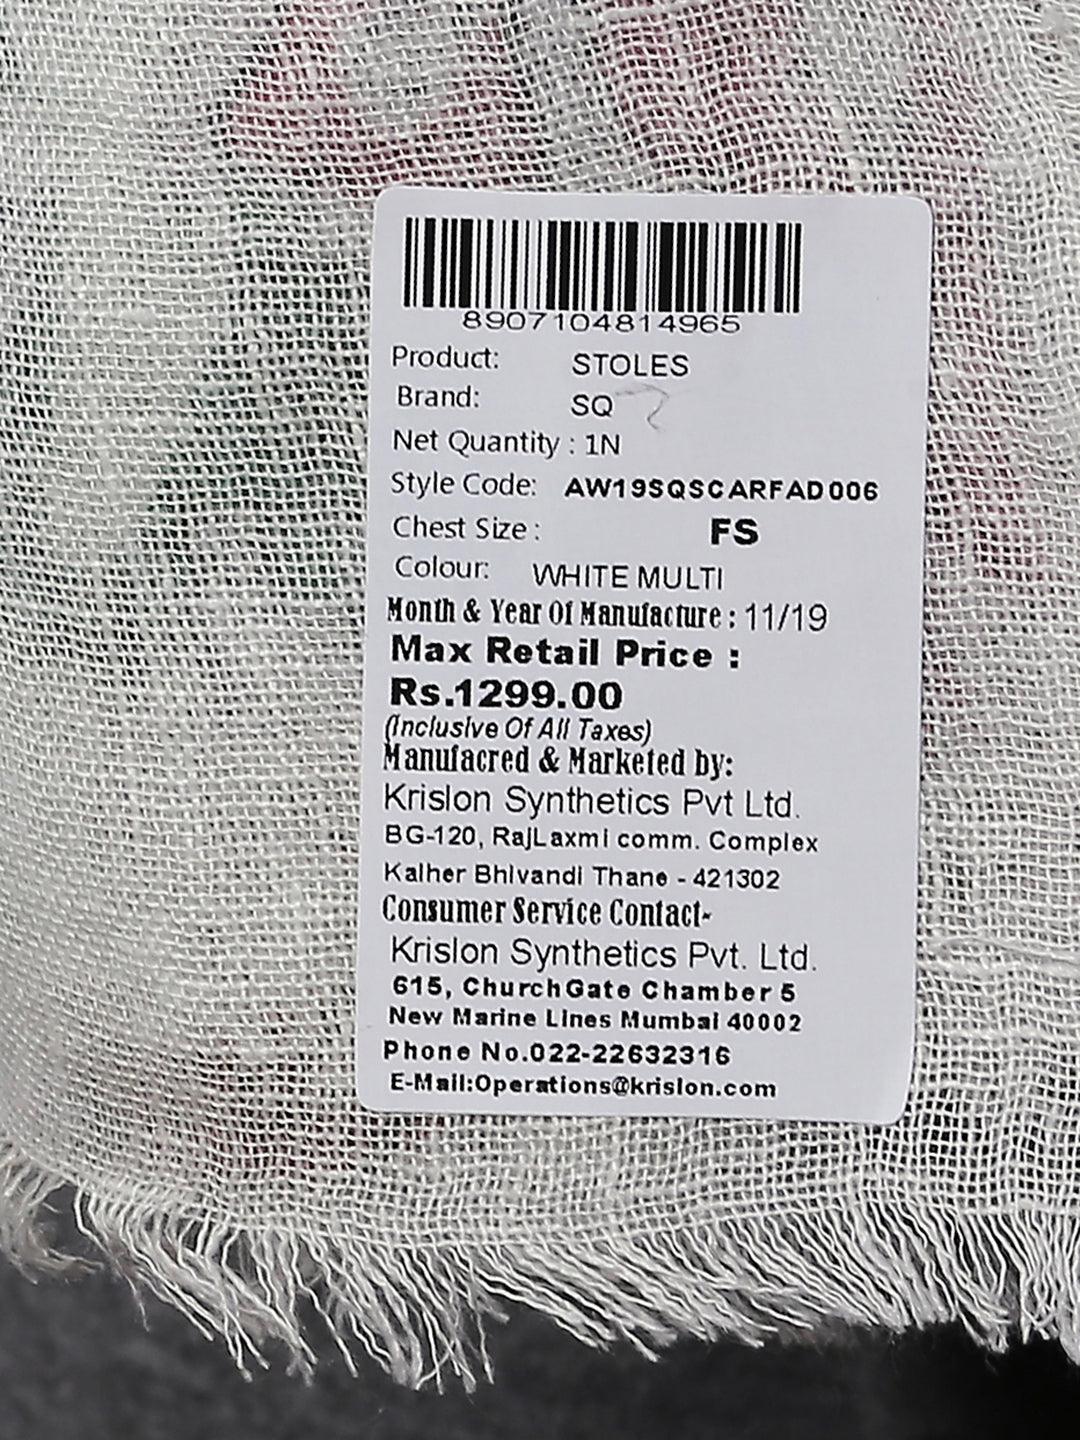 8907104814965
Product: STOLES
Brand: SQ
Net Quantity : 1N
Style Code: AW19SQSCARFAD006
Chest Size : FS
Colour: WHITE MULTI
Month & Year Of Manufacture : 11/19
Max Retail Price :
Rs.1299.00
(Inclusive Of All Taxes)
Manufacred & Marketed by:
Krislon Synthetics Pvt Ltd.
BG-120, RajLaxmi comm. Complex
Kalher Bhivandi Thane - 421302
Consumer Service Contact-
Krislon Synthetics Pvt. Ltd.
615, ChurchGate Chamber 5
New Marine Lines Mumbai 40002
Phone No.022-22632316
E-Mail:Operations@krislon.com